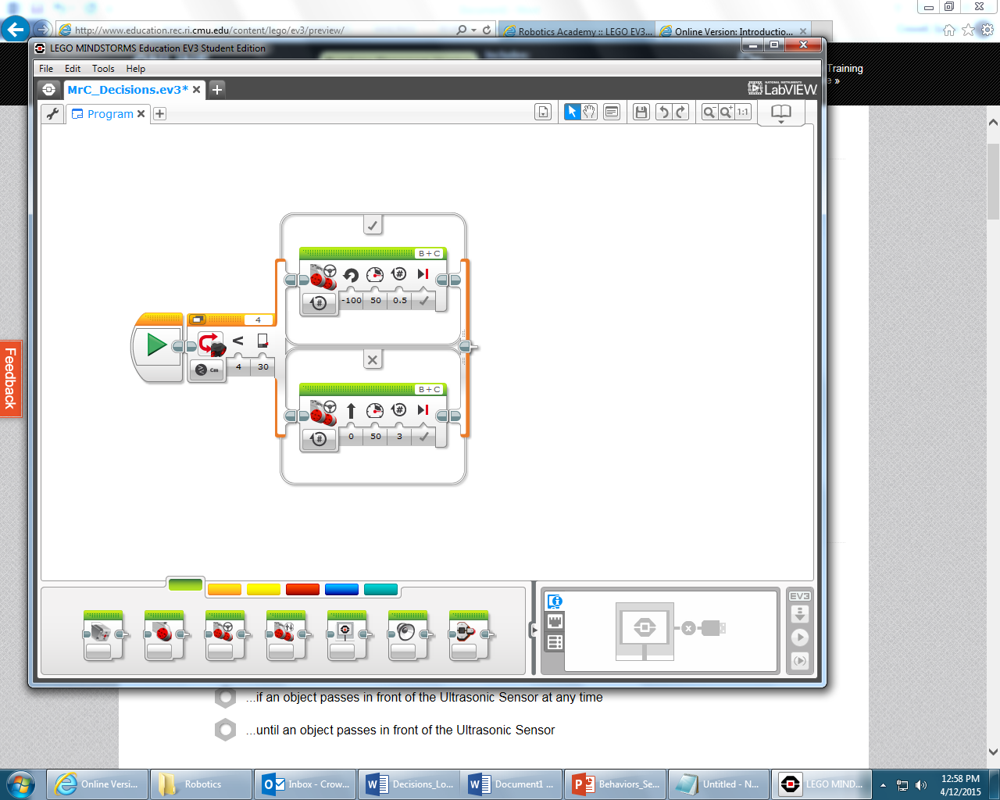 http://www.education.rec.ri.cmu.edu/content/lego/ev3/preview/
Robotics Academy :: LEGO EV3...
Online Version: Introductio...
LEGO MINDSTORMS Education EV3 Student Edition
File Edit Tools Help
Training
e »
MrC_Decisions.ev3*
NATIONAL INSTRUMENTS
LabVIEW
Program
1:1
B + C
-100 50 0.5
4
<
Cm
4 30
B + C
0 50 3
Feedback
EV3
...if an object passes in front of the Ultrasonic Sensor at any time
...until an object passes in front of the Ultrasonic Sensor
Online Versi...
Robotics
Inbox - Crow...
Decisions_Lo...
Document1 ...
Behaviors_Se...
Untitled - N...
LEGO MIND...
12:58 PM
4/12/2015